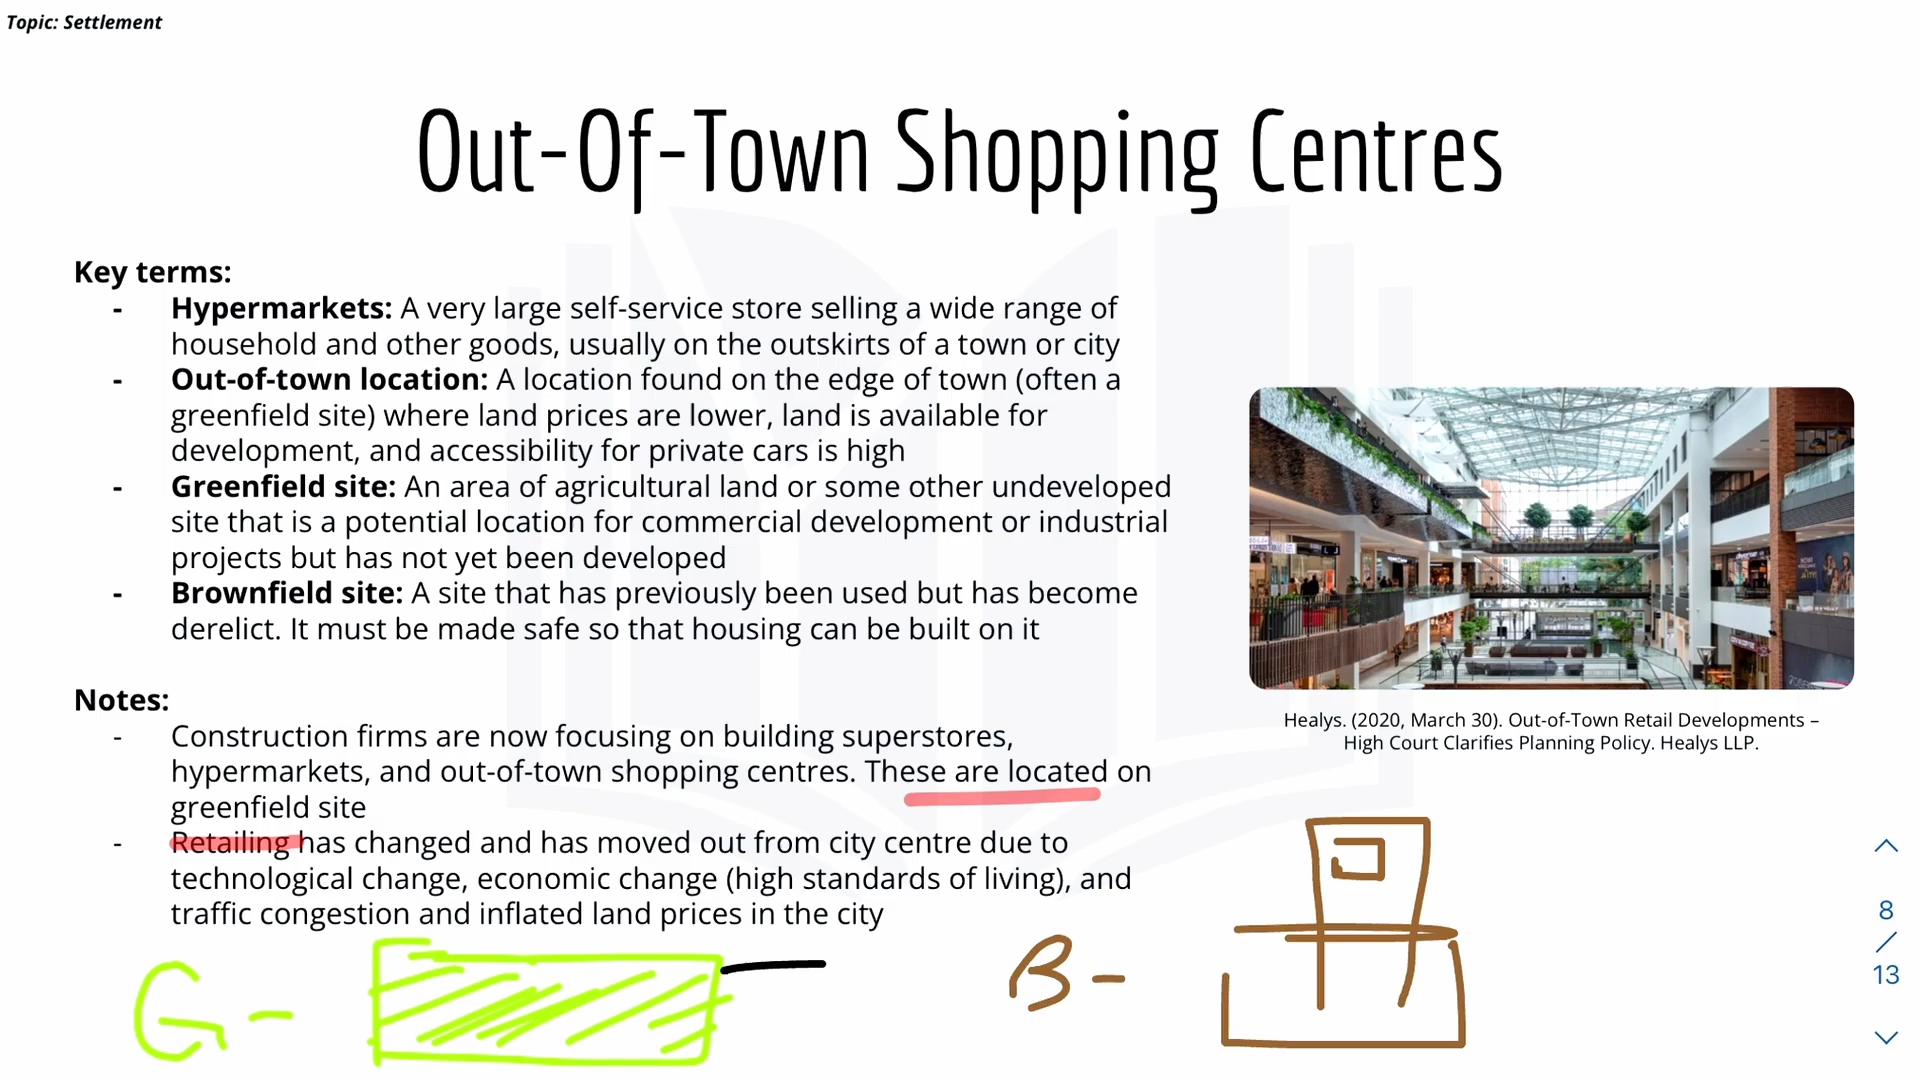 Topic: Settlement
Out-Of-Town Shopping Centres
Key terms:
- Hypermarkets: A very large self-service store selling a wide range of
household and other goods, usually on the outskirts of a town or city
- Out-of-town location: A location found on the edge of town (often a
greenfield site) where land prices are lower, land is available for
development, and accessibility for private cars is high
- Greenfield site: An area of agricultural land or some other undeveloped
site that is a potential location for commercial development or industrial
projects but has not yet been developed
- Brownfield site: A site that has previously been used but has become
derelict. It must be made safe so that housing can be built on it
Notes:
- Construction firms are now focusing on building superstores,
hypermarkets, and out-of-town shopping centres. These are located on
greenfield site
- Retailing has changed and has moved out from city centre due to
technological change, economic change (high standards of living), and
traffic congestion and inflated land prices in the city
Healys. (2020, March 30). Out-of-Town Retail Developments –
High Court Clarifies Planning Policy. Healys LLP.
G -
B -
8
/
13